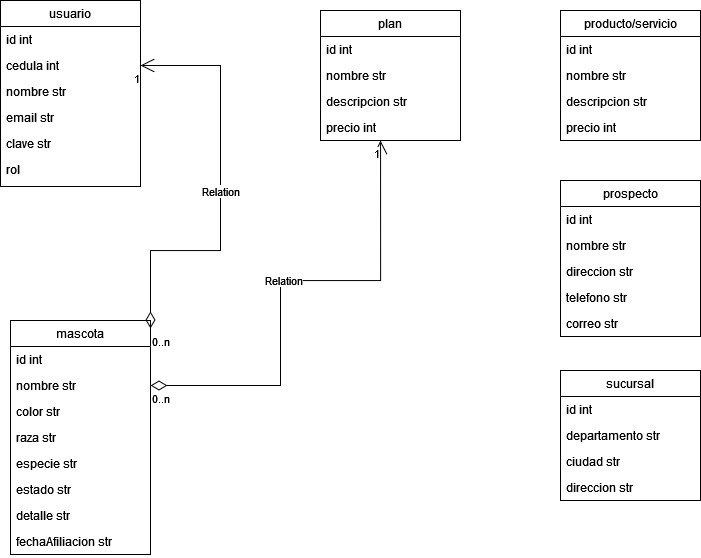 usuario
id int
cedula int
nombre str
email str
clave str
rol
1
plan
id int
nombre str
descripcion str
precio int
1
producto/servicio
id int
nombre str
descripcion str
precio int
Relation
Relation
prospecto
id int
nombre str
direccion str
telefono str
correo str
mascota
id int
nombre str
color str
raza str
especie str
estado str
detalle str
fechaAfiliacion str
0..n
0..n
sucursal
id int
departamento str
ciudad str
direccion str